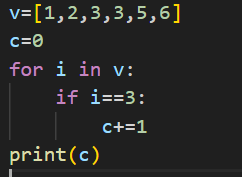 v=[1,2,3,3,5,6]
c=0
for i in v:
    if i==3:
        c+=1
print(c)